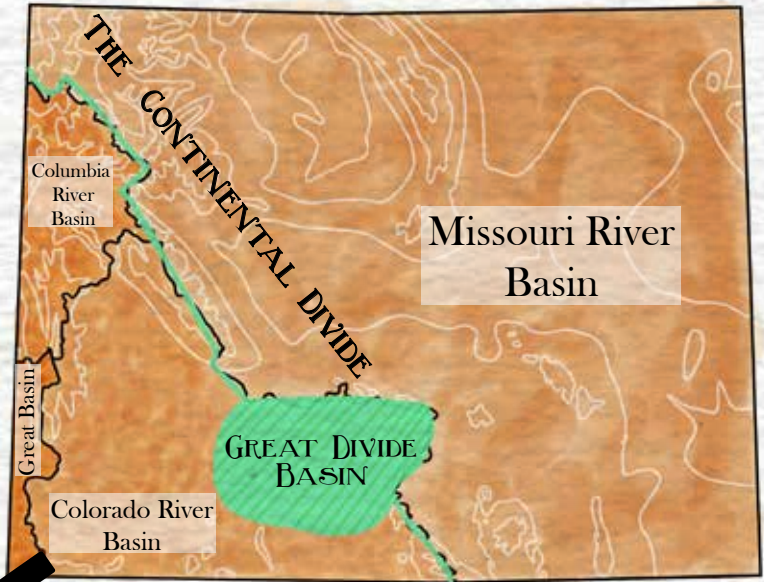 THE CONTINENTAL DIVIDE
Columbia
River
Basin
Missouri River
Basin
Great Basin
GREAT DIVIDE
BASIN
Colorado River
Basin